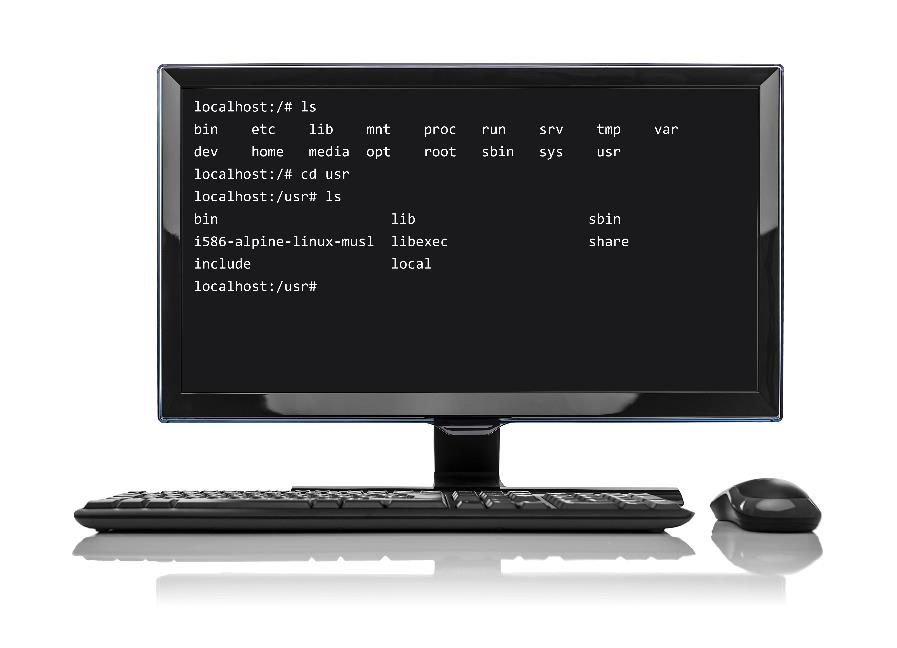 localhost:/# ls
bin    etc    lib    mnt    proc   run    srv    tmp    var
dev    home   media  opt    root   sbin   sys    usr
localhost:/# cd usr
localhost:/usr# ls
bin                     lib                     sbin
i586-alpine-linux-musl  libexec                 share
include                 local
localhost:/usr#